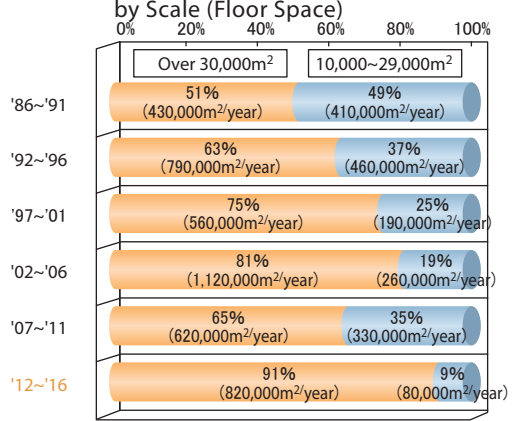 by Scale (Floor Space)
0% 20% 40% 60% 80% 100%
Over 30,000m² 10,000~29,000m²
'86~'91
51% 49%
(430,000m²/year) (410,000m²/year)
'92~'96
63% 37%
(790,000m²/year) (460,000m²/year)
'97~'01
75% 25%
(560,000m²/year) (190,000m²/year)
'02~'06
81% 19%
(1,120,000m²/year) (260,000m²/year)
'07~'11
65% 35%
(620,000m²/year) (330,000m²/year)
'12~'16
91% 9%
(820,000m²/year) (80,000m²/year)